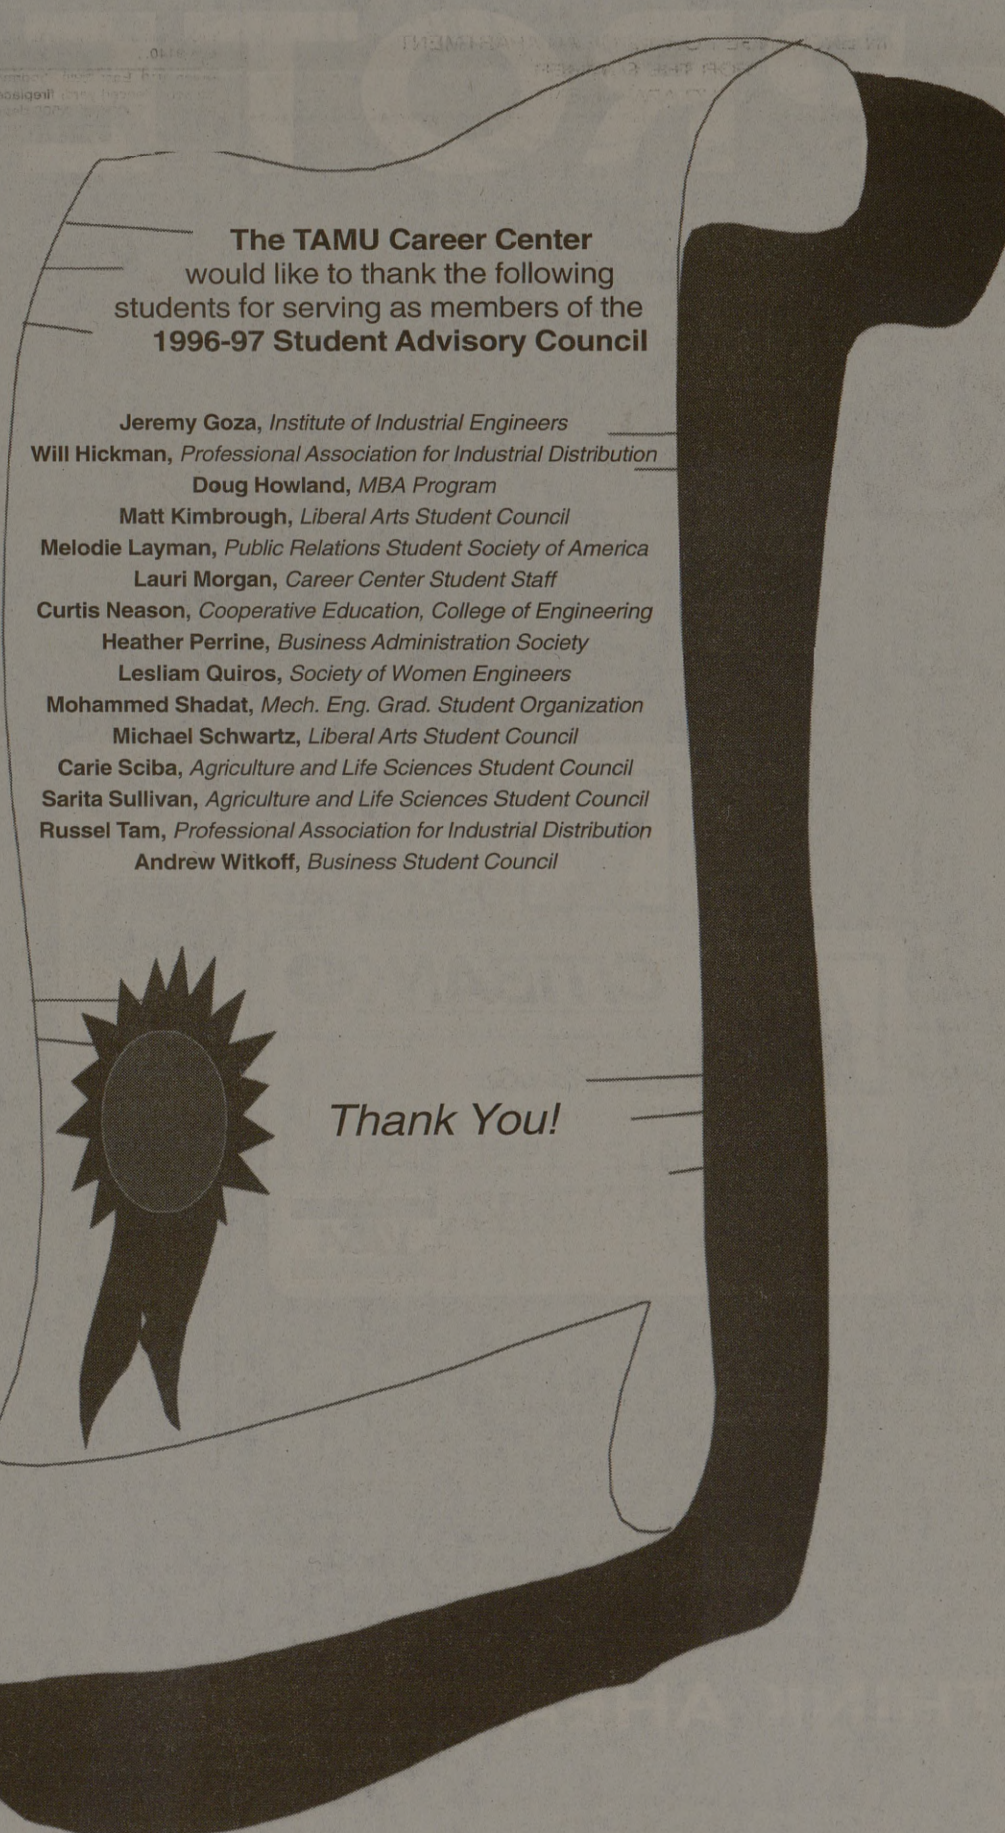 The TAMU Career Center
would like to thank the following
students for serving as members of the
1996-97 Student Advisory Council
Jeremy Goza, Institute of Industrial Engineers
Will Hickman, Professional Association for Industrial Distribution
Doug Howland, MBA Program
Matt Kimbrough, Liberal Arts Student Council
Melodie Layman, Public Relations Student Society of America
Lauri Morgan, Career Center Student Staff
Curtis Neason, Cooperative Education, College of Engineering
Heather Perrine, Business Administration Society
Lesliam Quiros, Society of Women Engineers
Mohammed Shadat, Mech. Eng. Grad. Student Organization
Michael Schwartz, Liberal Arts Student Council
Carie Sciba, Agriculture and Life Sciences Student Council
Sarita Sullivan, Agriculture and Life Sciences Student Council
Russel Tam, Professional Association for Industrial Distribution
Andrew Witkoff, Business Student Council
Thank You!